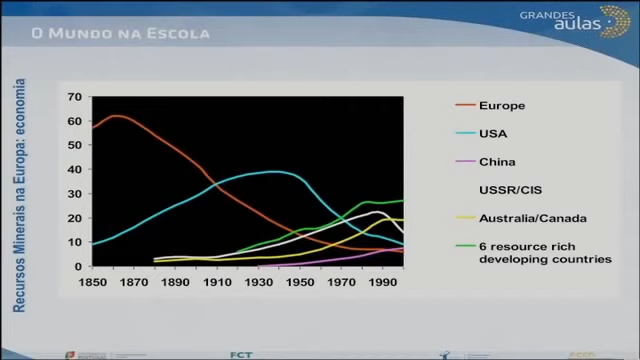 GRANDES
aulas
O MUNDO NA ESCOLA
Recursos Minerais na Europa: economia
70
60
50
40
30
20
10
0
1850 1870 1890 1910 1930 1950 1970 1990
Europe
USA
China
USSR/CIS
Australia/Canada
6 resource rich
developing countries
PORTUGAL
FCT